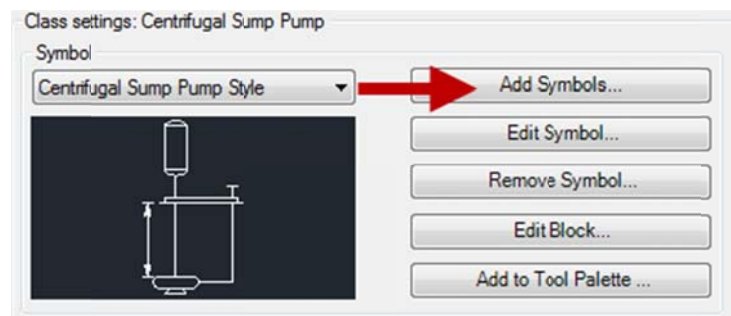 Class settings: Centrifugal Sump Pump
Symbol
Centrifugal Sump Pump Style
Add Symbols...
Edit Symbol...
Remove Symbol...
Edit Block...
Add to Tool Palette ...